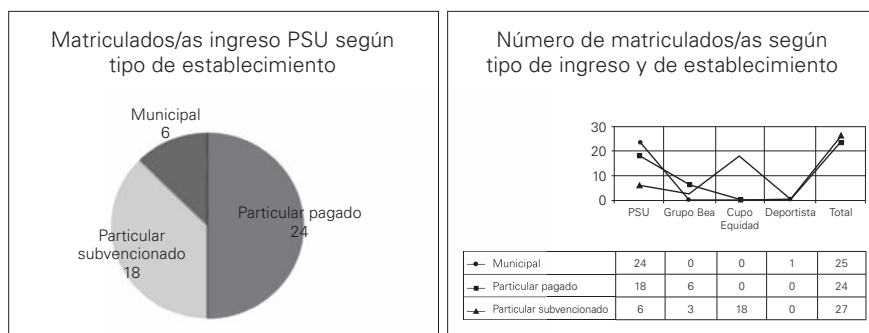 Matriculados/as ingreso PSU según
tipo de establecimiento
Municipal
6
Particular pagado
24
Particular
subvencionado
18
Número de matriculados/as según
tipo de ingreso y de establecimiento
30
20
10
0
PSU Grupo Bea Cupo Equidad Deportista Total
Municipal 24 0 0 1 25
Particular pagado 18 6 0 0 24
Particular subvencionado 6 3 18 0 27